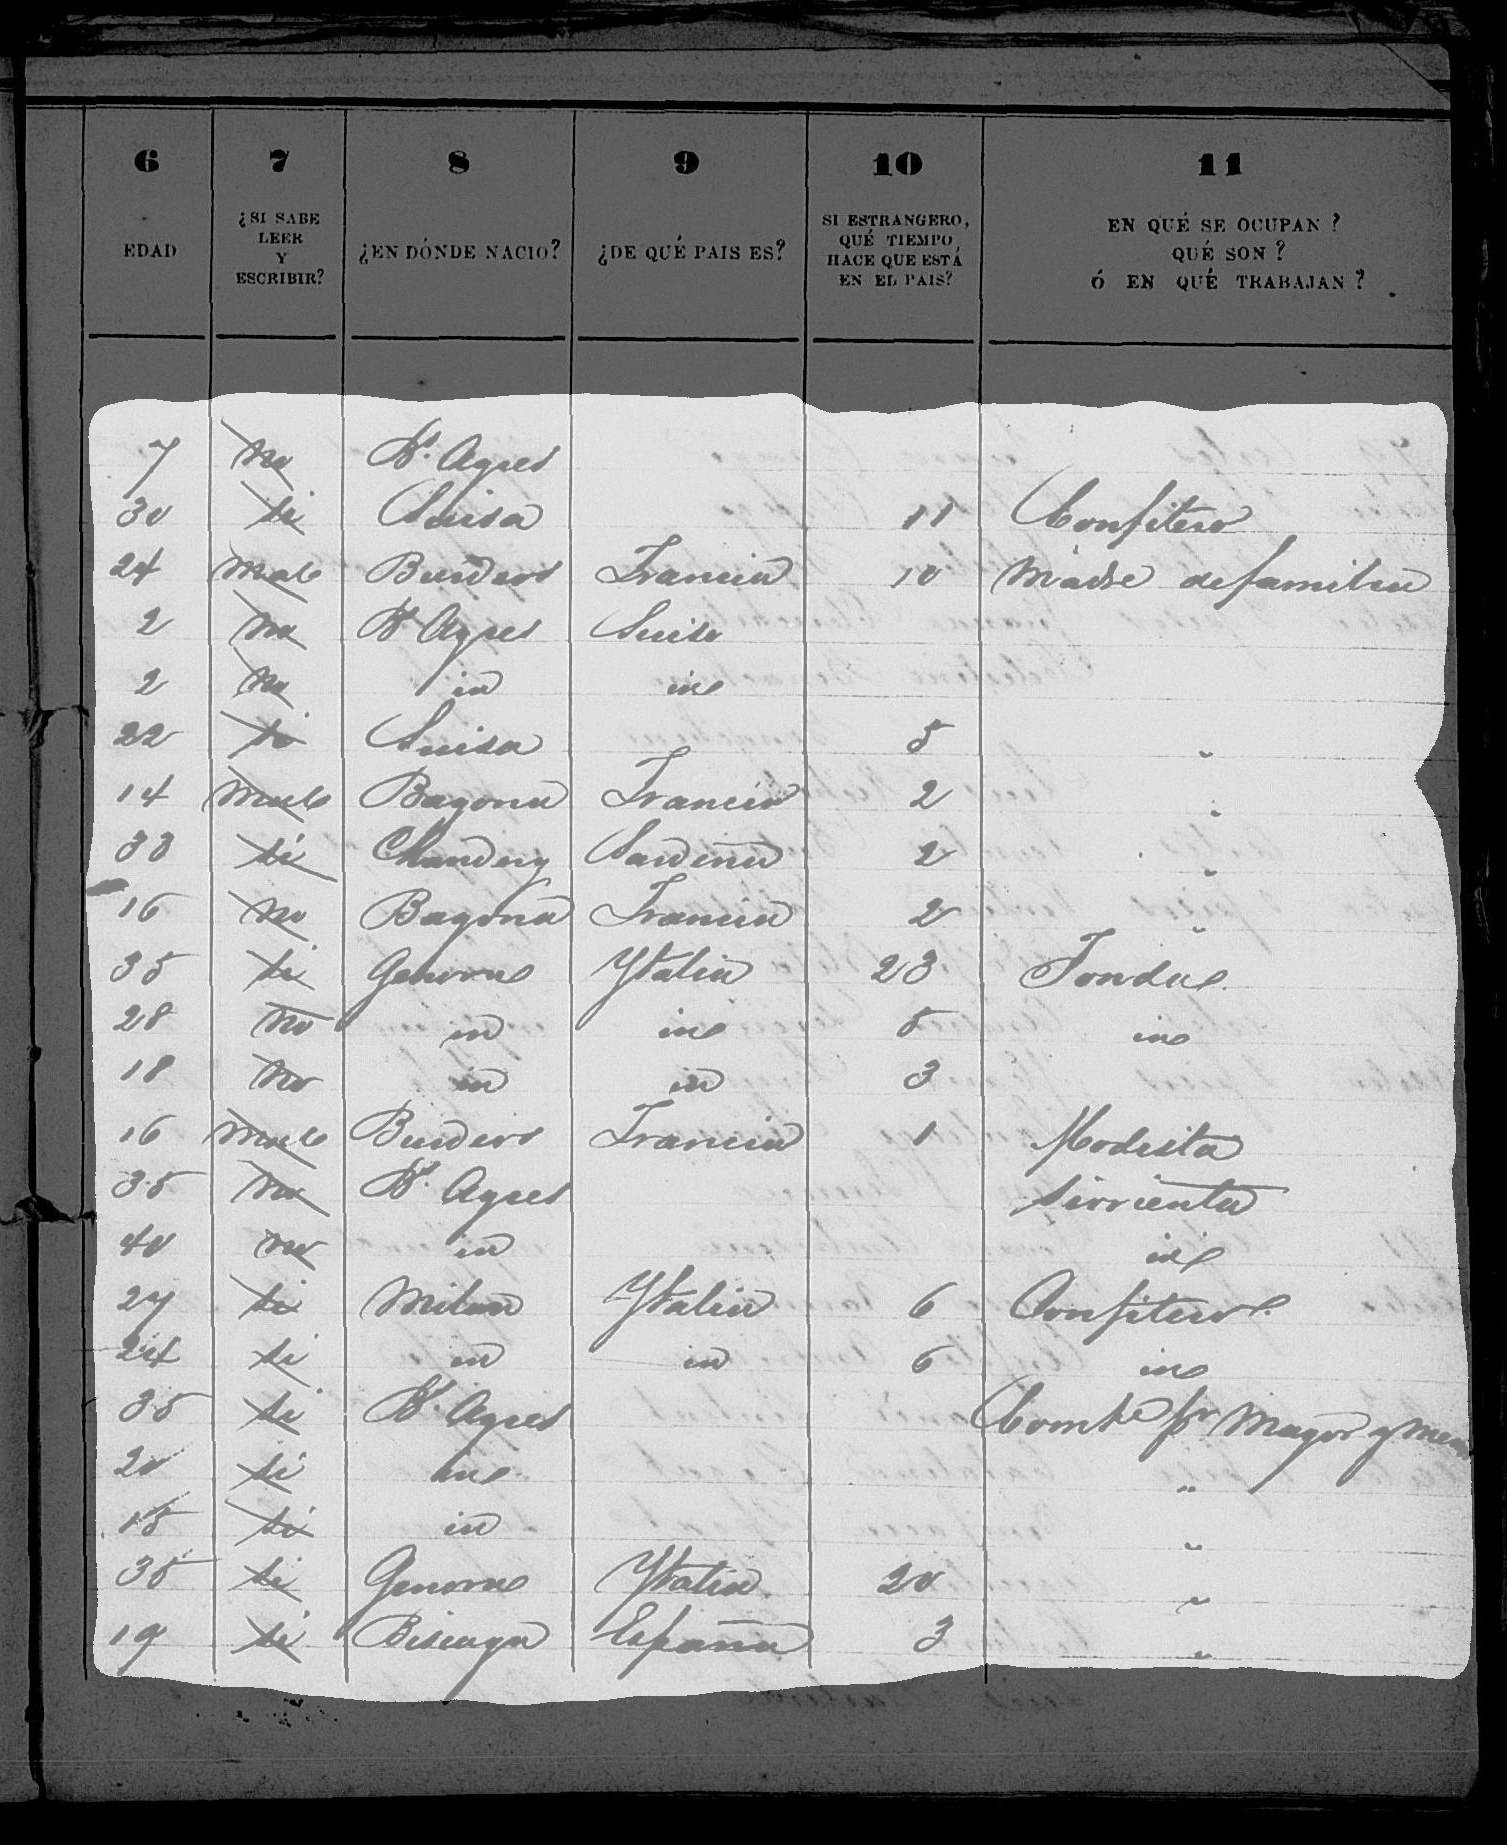 6 7 8 9 10 11
EDAD ¿SI SABE LEER Y ESCRIBIR? ¿EN DÓNDE NACIO? ¿DE QUÉ PAIS ES? SI ESTRANGERO, QUÉ TIEMPO HACE QUE ESTÁ EN EL PAIS? EN QUÉ SE OCUPAN? QUÉ SON? Ó EN QUÉ TRABAJAN?
7 no Bs. Ayres
30 si Suisa 11 Confitero
24 Mal Burdeos Francia 10 Madre de familia
2 no Bs Ayres Suisa
2 no id id
22 si Suisa 5 "
14 Mal Bayona Francia 2 "
33 si Sardeña 2 "
16 no Bayona Francia 2 "
35 si Genova Ytalia 23 Fonda
28 no id id 5 id
18 no id id 3
16 Mal Burdeos Francia 1 Modista
35 no Bs. Ayres Sirvienta
40 no id id
27 si Milan Ytalia 6 Confitero
24 si id id 6 id
35 si Bs. Ayres Comte por Mayor y men
20 si id "
15 si id "
35 si Genova Ytalia 20 "
19 si Biscaya España 3 "